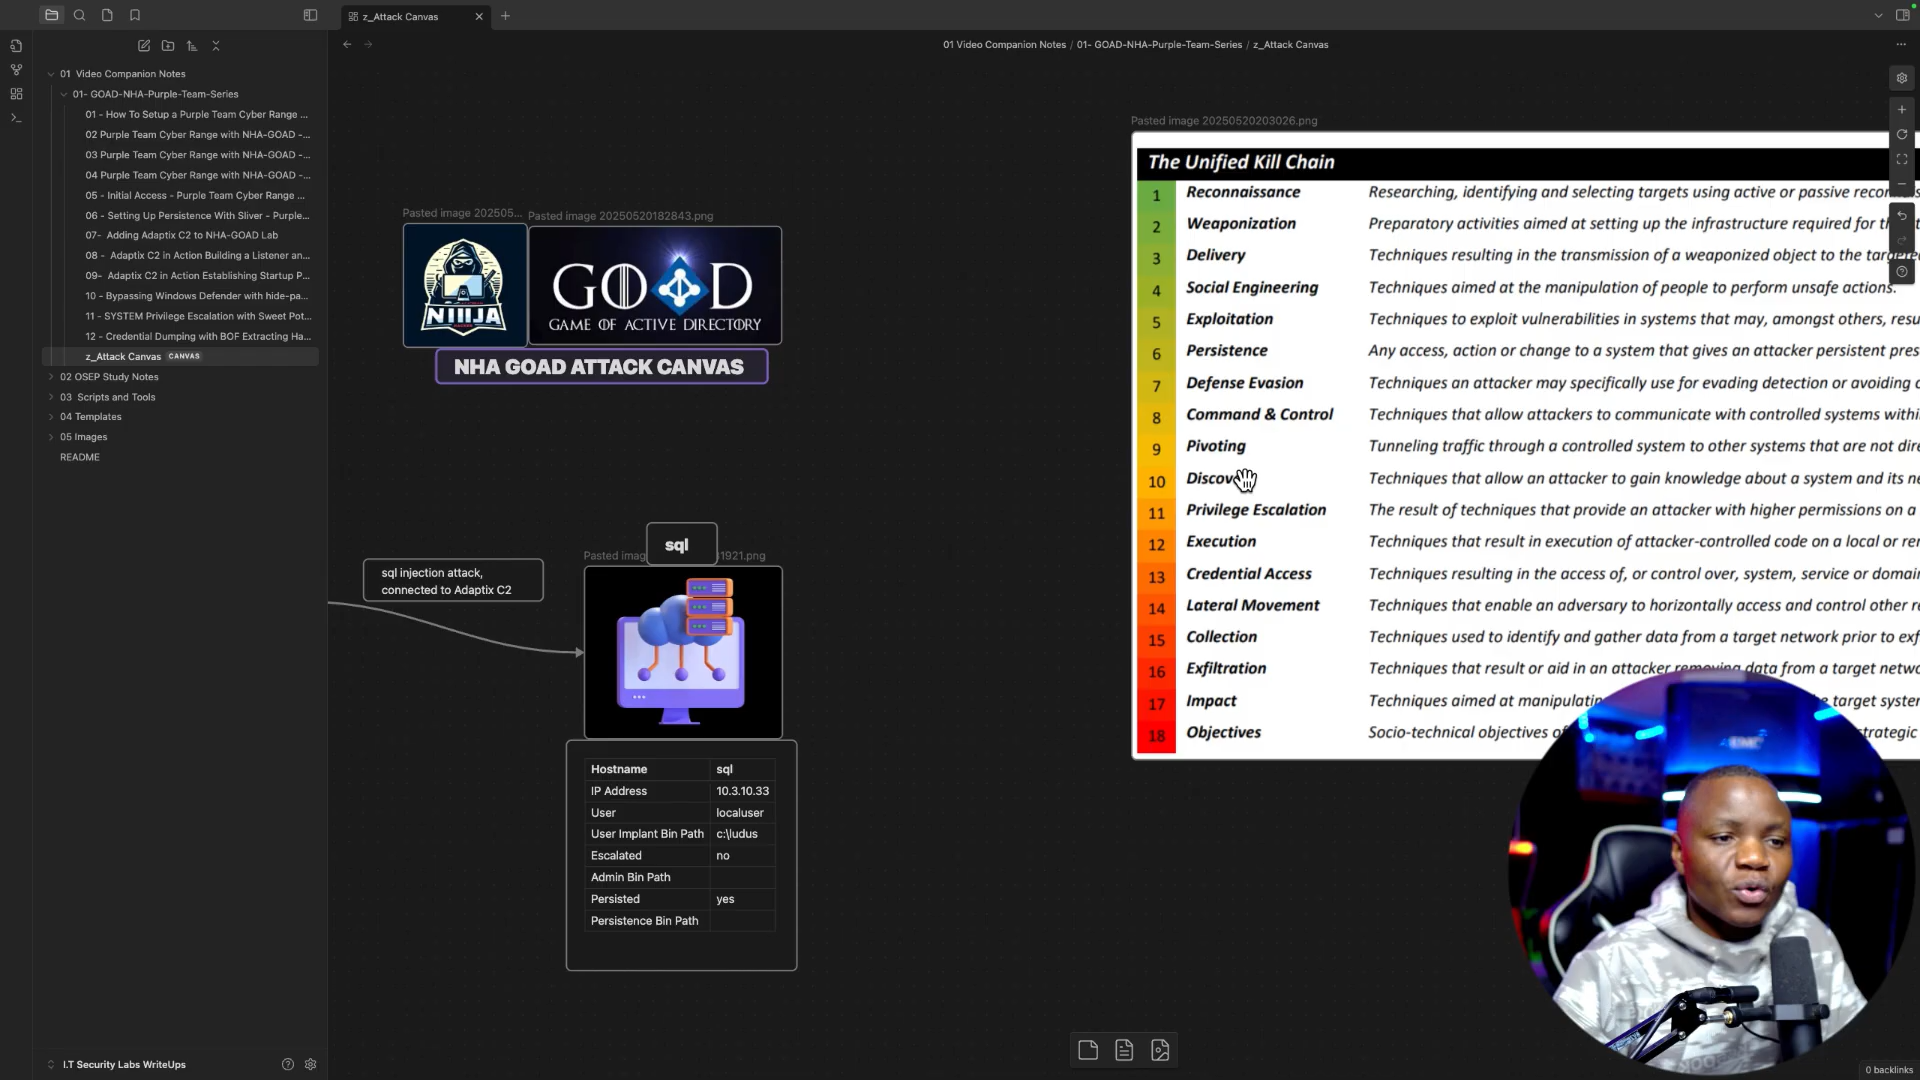 z_Attack Canvas
01 Video Companion Notes / 01- GOAD-NHA-Purple-Team-Series / z_Attack Canvas
01 Video Companion Notes
01- GOAD-NHA-Purple-Team-Series
01 - How To Setup a Purple Team Cyber Range ...
02 Purple Team Cyber Range with NHA-GOAD -...
03 Purple Team Cyber Range with NHA-GOAD -...
04 Purple Team Cyber Range with NHA-GOAD -...
05 - Initial Access - Purple Team Cyber Range ...
06 - Setting Up Persistence With Sliver - Purple...
07- Adding Adaptix C2 to NHA-GOAD Lab
08 - Adaptix C2 in Action Building a Listener an...
09- Adaptix C2 in Action Establishing Startup P...
10 - Bypassing Windows Defender with hide-pa...
11 - SYSTEM Privilege Escalation with Sweet Pot...
12 - Credential Dumping with BOF Extracting Ha...
z_Attack Canvas CANVAS
02 OSEP Study Notes
03 Scripts and Tools
04 Templates
05 Images
README
I.T Security Labs WriteUps
Pasted image 202505...
Pasted image 20250520182843.png
NINJA
GOAD
GAME OF ACTIVE DIRECTORY
NHA GOAD ATTACK CANVAS
sql injection attack,
connected to Adaptix C2
sql
Pasted imag
1921.png
Hostname sql
IP Address 10.3.10.33
User localuser
User Implant Bin Path c:\ludus
Escalated no
Admin Bin Path
Persisted yes
Persistence Bin Path
Pasted image 20250520203026.png
The Unified Kill Chain
1 Reconnaissance Researching, identifying and selecting targets using active or passive
2 Weaponization Preparatory activities aimed at setting up the infrastructure required for
3 Delivery Techniques resulting in the transmission of a weaponized object to the targeted
4 Social Engineering Techniques aimed at the manipulation of people to perform unsafe actions.
5 Exploitation Techniques to exploit vulnerabilities in systems that may, amongst others, resu
6 Persistence Any access, action or change to a system that gives an attacker persistent pres
7 Defense Evasion Techniques an attacker may specifically use for evading detection or avoiding
8 Command & Control Techniques that allow attackers to communicate with controlled systems withi
9 Pivoting Tunneling traffic through a controlled system to other systems that are not dire
10 Discov Techniques that allow an attacker to gain knowledge about a system and its ne
11 Privilege Escalation The result of techniques that provide an attacker with higher permissions on a
12 Execution Techniques that result in execution of attacker-controlled code on a local or re
13 Credential Access Techniques resulting in the access of, or control over, system, service or domai
14 Lateral Movement Techniques that enable an adversary to horizontally access and control other re
15 Collection Techniques used to identify and gather data from a target network prior to exf
16 Exfiltration Techniques that result or aid in an attacker removing data from a target netwo
17 Impact Techniques aimed at manipulatin target system
18 Objectives Socio-technical objectives of strategic
0 backlinks